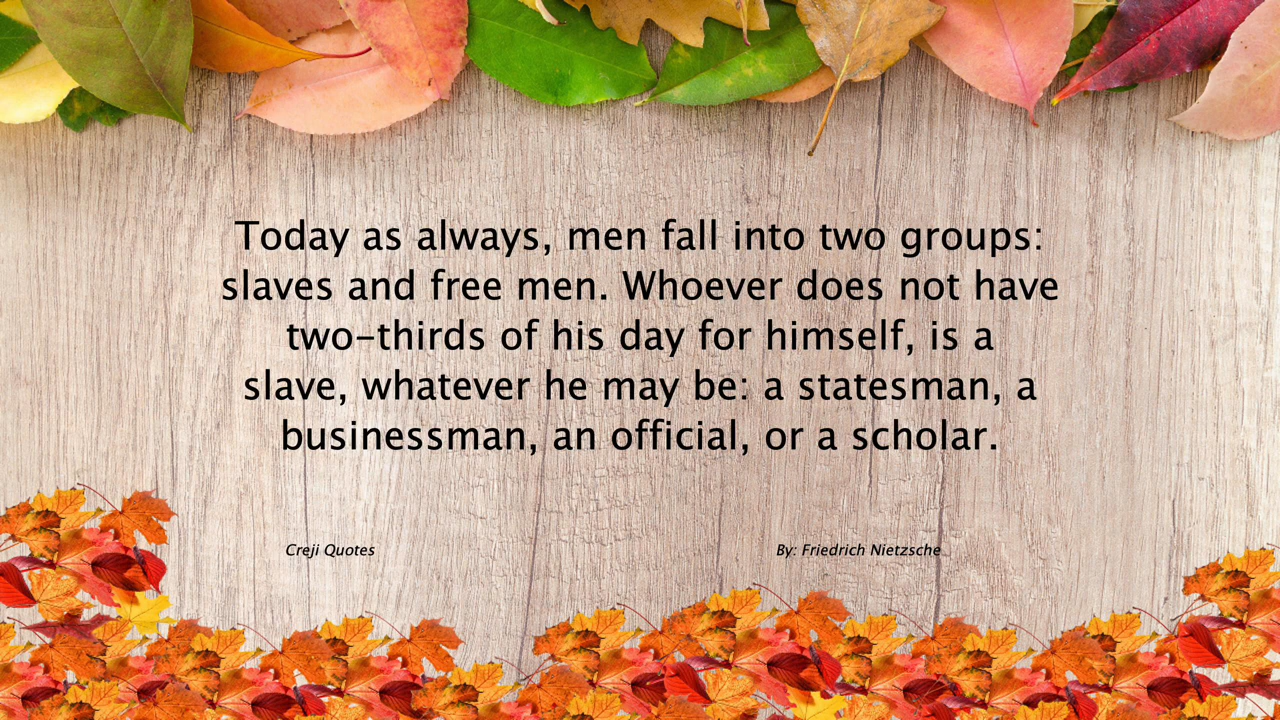 Today as always, men fall into two groups:
slaves and free men. Whoever does not have
two-thirds of his day for himself, is a
slave, whatever he may be: a statesman, a
businessman, an official, or a scholar.
Creji Quotes
By: Friedrich Nietzsche